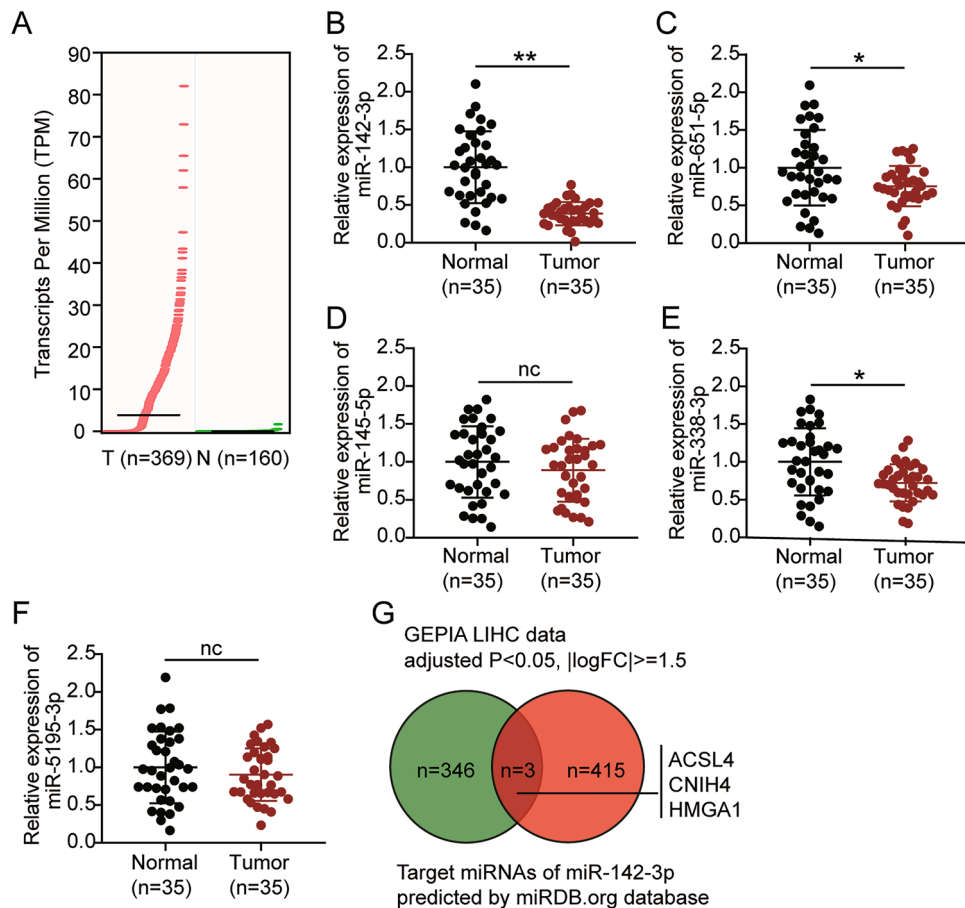 A
Transcripts Per Million (TPM)
90
80
70
60
50
40
30
20
10
0
T (n=369) N (n=160)
B
Relative expression of
miR-142-3p
2.5
2.0
1.5
1.0
0.5
0.0
**
Normal
(n=35)
Tumor
(n=35)
C
Relative expression of
miR-651-5p
2.5
2.0
1.5
1.0
0.5
0.0
*
Normal
(n=35)
Tumor
(n=35)
D
Relative expression of
miR-145-5p
2.5
2.0
1.5
1.0
0.5
0.0
nc
Normal
(n=35)
Tumor
(n=35)
E
Relative expression of
miR-338-3p
2.5
2.0
1.5
1.0
0.5
0.0
*
Normal
(n=35)
Tumor
(n=35)
F
Relative expression of
miR-5195-3p
2.5
2.0
1.5
1.0
0.5
0.0
nc
Normal
(n=35)
Tumor
(n=35)
G
GEPIA LIHC data
adjusted P<0.05, |logFC|>=1.5
n=346
n=3
n=415
ACSL4
CNIH4
HMGA1
Target miRNAs of miR-142-3p
predicted by miRDB.org database